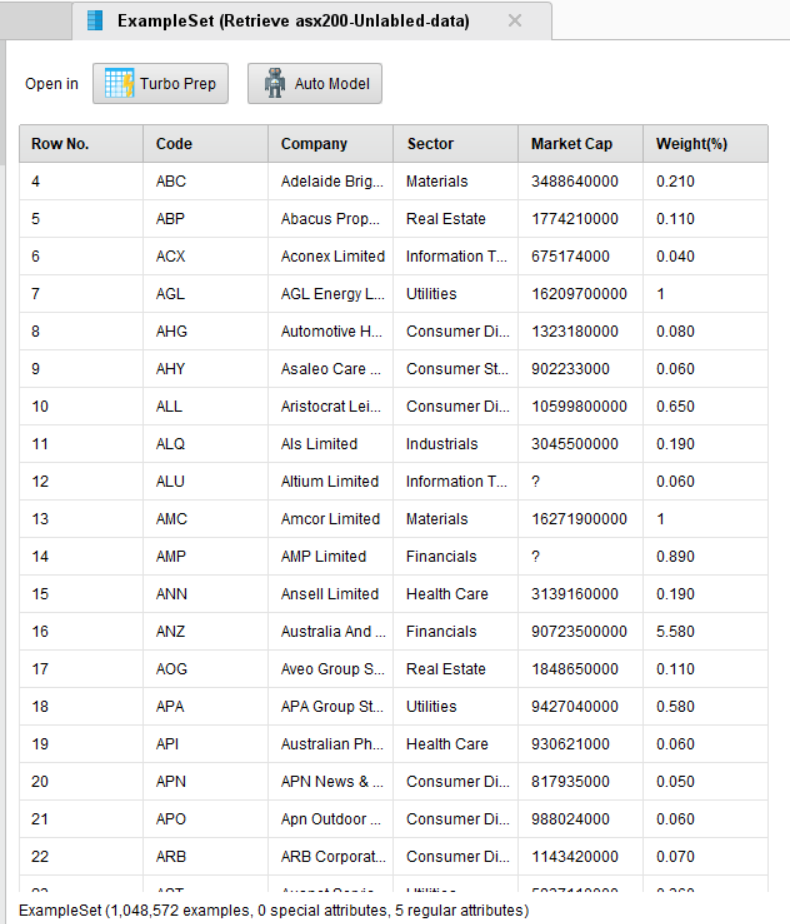 ExampleSet (Retrieve asx200-Unlabled-data)
Open in Turbo Prep Auto Model
Row No. Code Company Sector Market Cap Weight(%)
4 ABC Adelaide Brig... Materials 3488640000 0.210
5 ABP Abacus Prop... Real Estate 1774210000 0.110
6 ACX Aconex Limited Information T... 675174000 0.040
7 AGL AGL Energy L... Utilities 16209700000 1
8 AHG Automotive H... Consumer Di... 1323180000 0.080
9 AHY Asaleo Care ... Consumer St... 902233000 0.060
10 ALL Aristocrat Lei... Consumer Di... 10599800000 0.650
11 ALQ Als Limited Industrials 3045500000 0.190
12 ALU Altium Limited Information T... ? 0.060
13 AMC Amcor Limited Materials 16271900000 1
14 AMP AMP Limited Financials ? 0.890
15 ANN Ansell Limited Health Care 3139160000 0.190
16 ANZ Australia And ... Financials 90723500000 5.580
17 AOG Aveo Group S... Real Estate 1848650000 0.110
18 APA APA Group St... Utilities 9427040000 0.580
19 API Australian Ph... Health Care 930621000 0.060
20 APN APN News & ... Consumer Di... 817935000 0.050
21 APO Apn Outdoor ... Consumer Di... 988024000 0.060
22 ARB ARB Corporat... Consumer Di... 1143420000 0.070
ExampleSet (1,048,572 examples, 0 special attributes, 5 regular attributes)